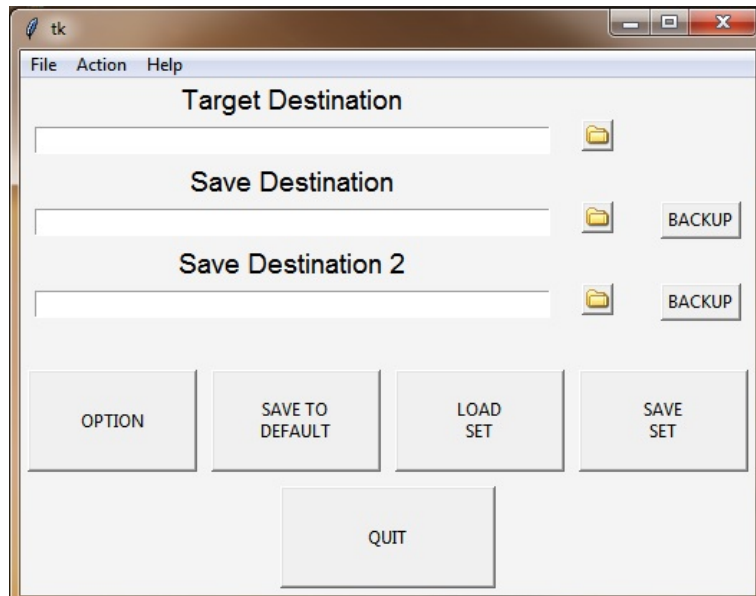 tk
File Action Help
Target Destination
Save Destination
BACKUP
Save Destination 2
BACKUP
OPTION
SAVE TO
DEFAULT
LOAD
SET
SAVE
SET
QUIT